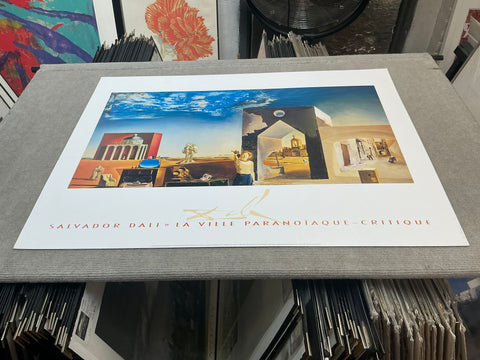 SALVADOR DALI - LA VILLE PARANOÏAQUE-CRITIQUE